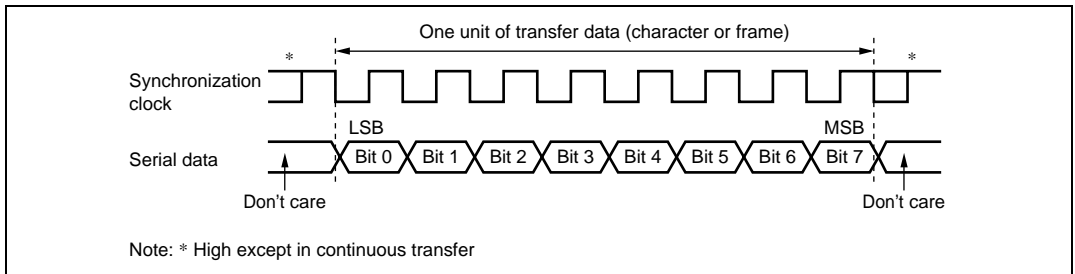 One unit of transfer data (character or frame)
* *
Synchronization
clock
LSB MSB
Serial data Bit 0 Bit 1 Bit 2 Bit 3 Bit 4 Bit 5 Bit 6 Bit 7
Don't care Don't care
Note: * High except in continuous transfer